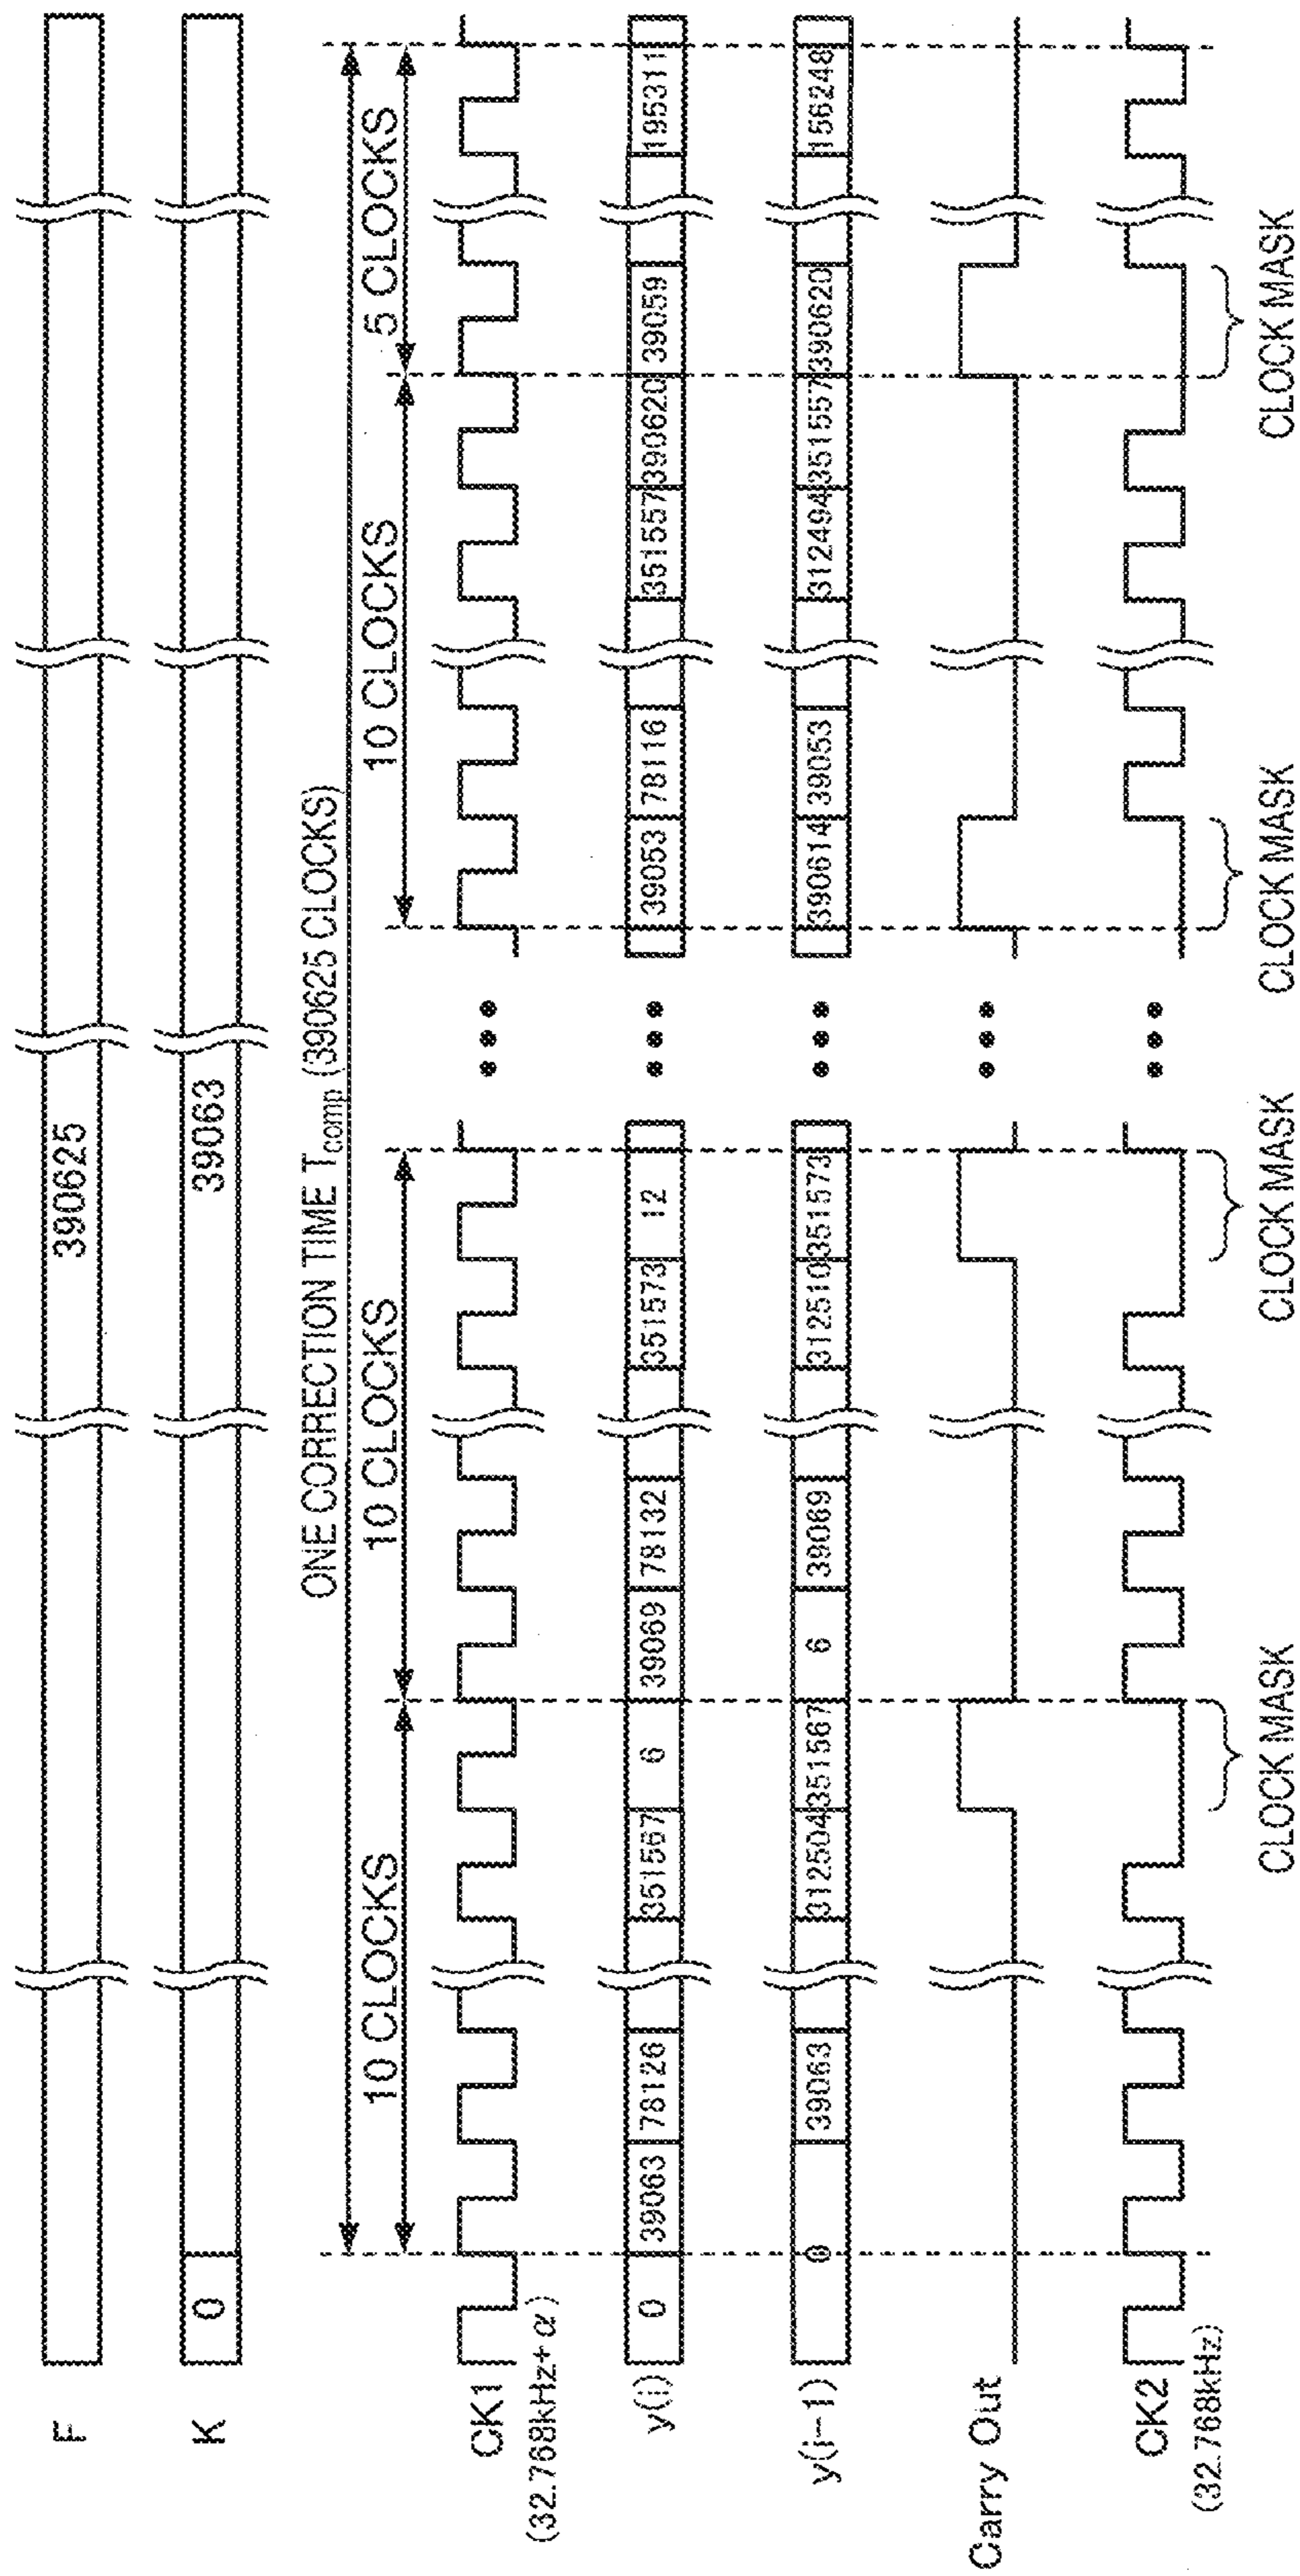 F
390625
K
0
39063
ONE CORRECTION TIME Tcomp (390625 CLOCKS)
10 CLOCKS
10 CLOCKS
10 CLOCKS
5 CLOCKS
CK1
(32.768kHz+α)
y(i)
0 39063 78126 351567 6 39069 78132 351573 12 ••• 39053 78116 351557 390620 39059 195311
y(i−1)
0 39063 312504 351567 6 39069 312510 351573 ••• 390614 39053 312494 351557 390620 156248
Carry Out
CK2
(32.768kHz)
CLOCK MASK
CLOCK MASK
CLOCK MASK
CLOCK MASK